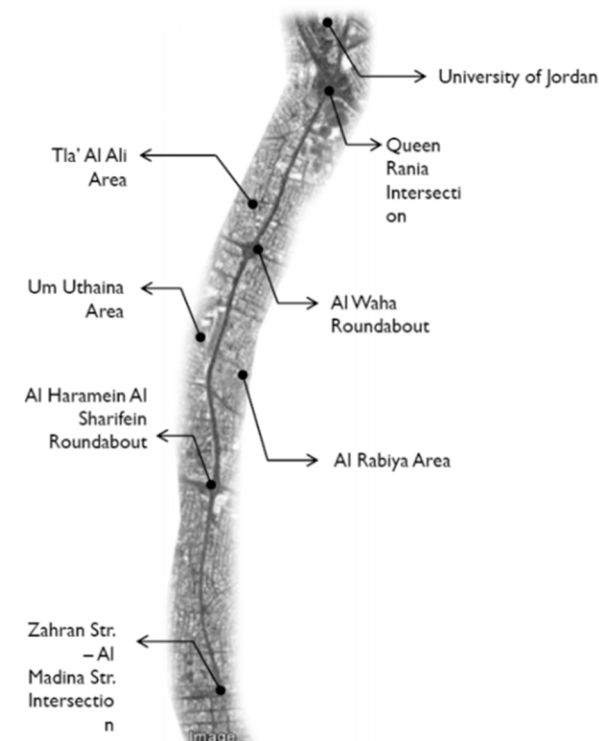 University of Jordan
Queen
Rania
Intersecti
on
Tla' Al Ali
Area
Um Uthaina
Area
Al Waha
Roundabout
Al Haramein Al
Sharifein
Roundabout
Al Rabiya Area
Zahran Str.
– Al
Madina Str.
Intersectio
n
Image